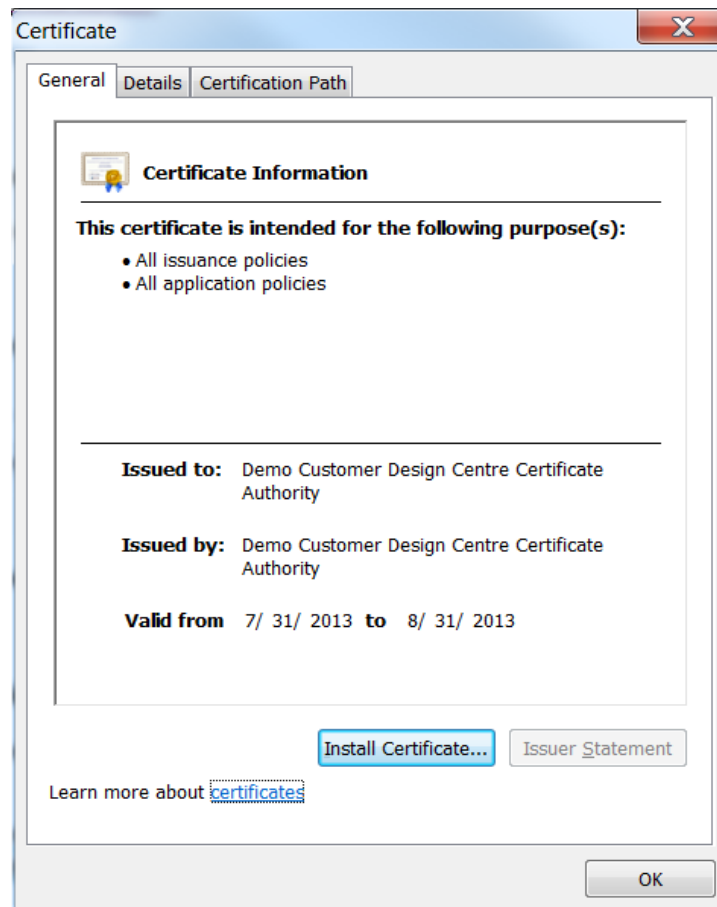 Certificate
General Details Certification Path
Certificate Information
This certificate is intended for the following purpose(s):
• All issuance policies
• All application policies
Issued to: Demo Customer Design Centre Certificate
Authority
Issued by: Demo Customer Design Centre Certificate
Authority
Valid from 7/ 31/ 2013 to 8/ 31/ 2013
Install Certificate... Issuer Statement
Learn more about certificates
OK